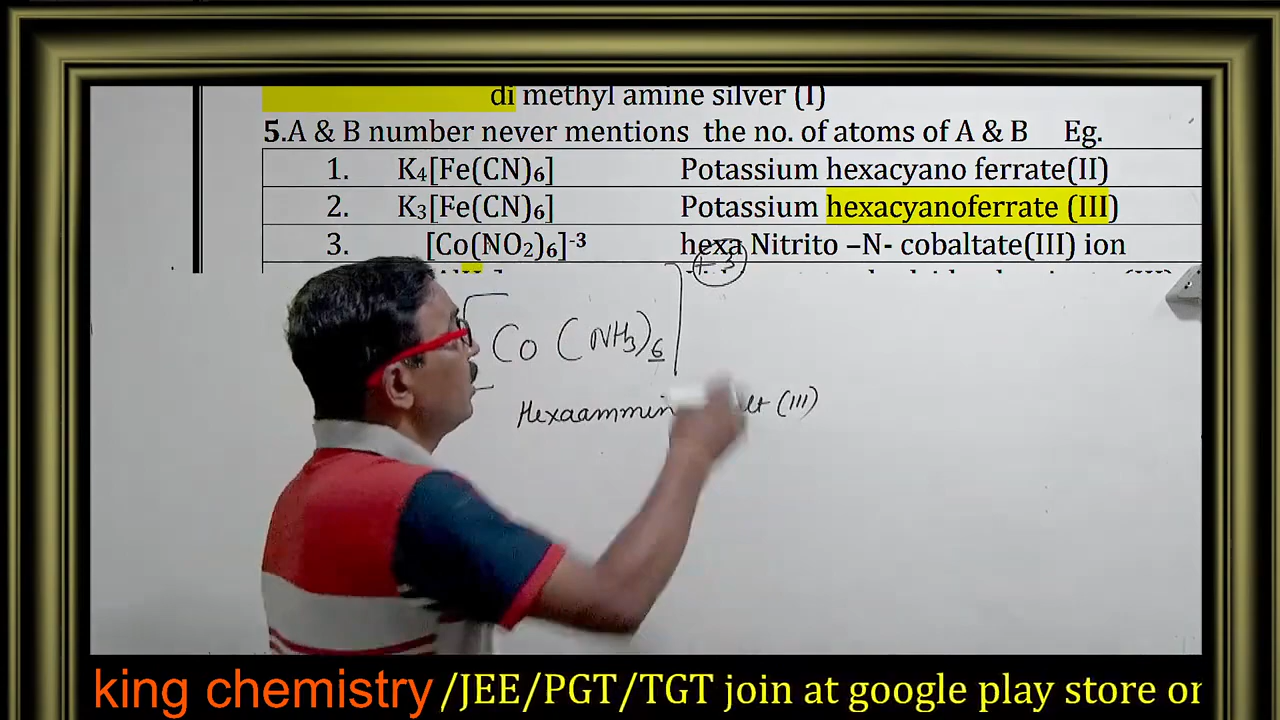 di methyl amine silver (I)
5.A & B number never mentions the no. of atoms of A & B Eg.
1. K₄[Fe(CN)₆] Potassium hexacyano ferrate(II)
2. K₃[Fe(CN)₆] Potassium hexacyanoferrate (III)
3. [Co(NO₂)₆]⁻³ hexa Nitrito –N- cobaltate(III) ion
[Co (NH₃)₆]⁺³
Hexaammin (III)
king chemistry /JEE/PGT/TGT join at google play store or